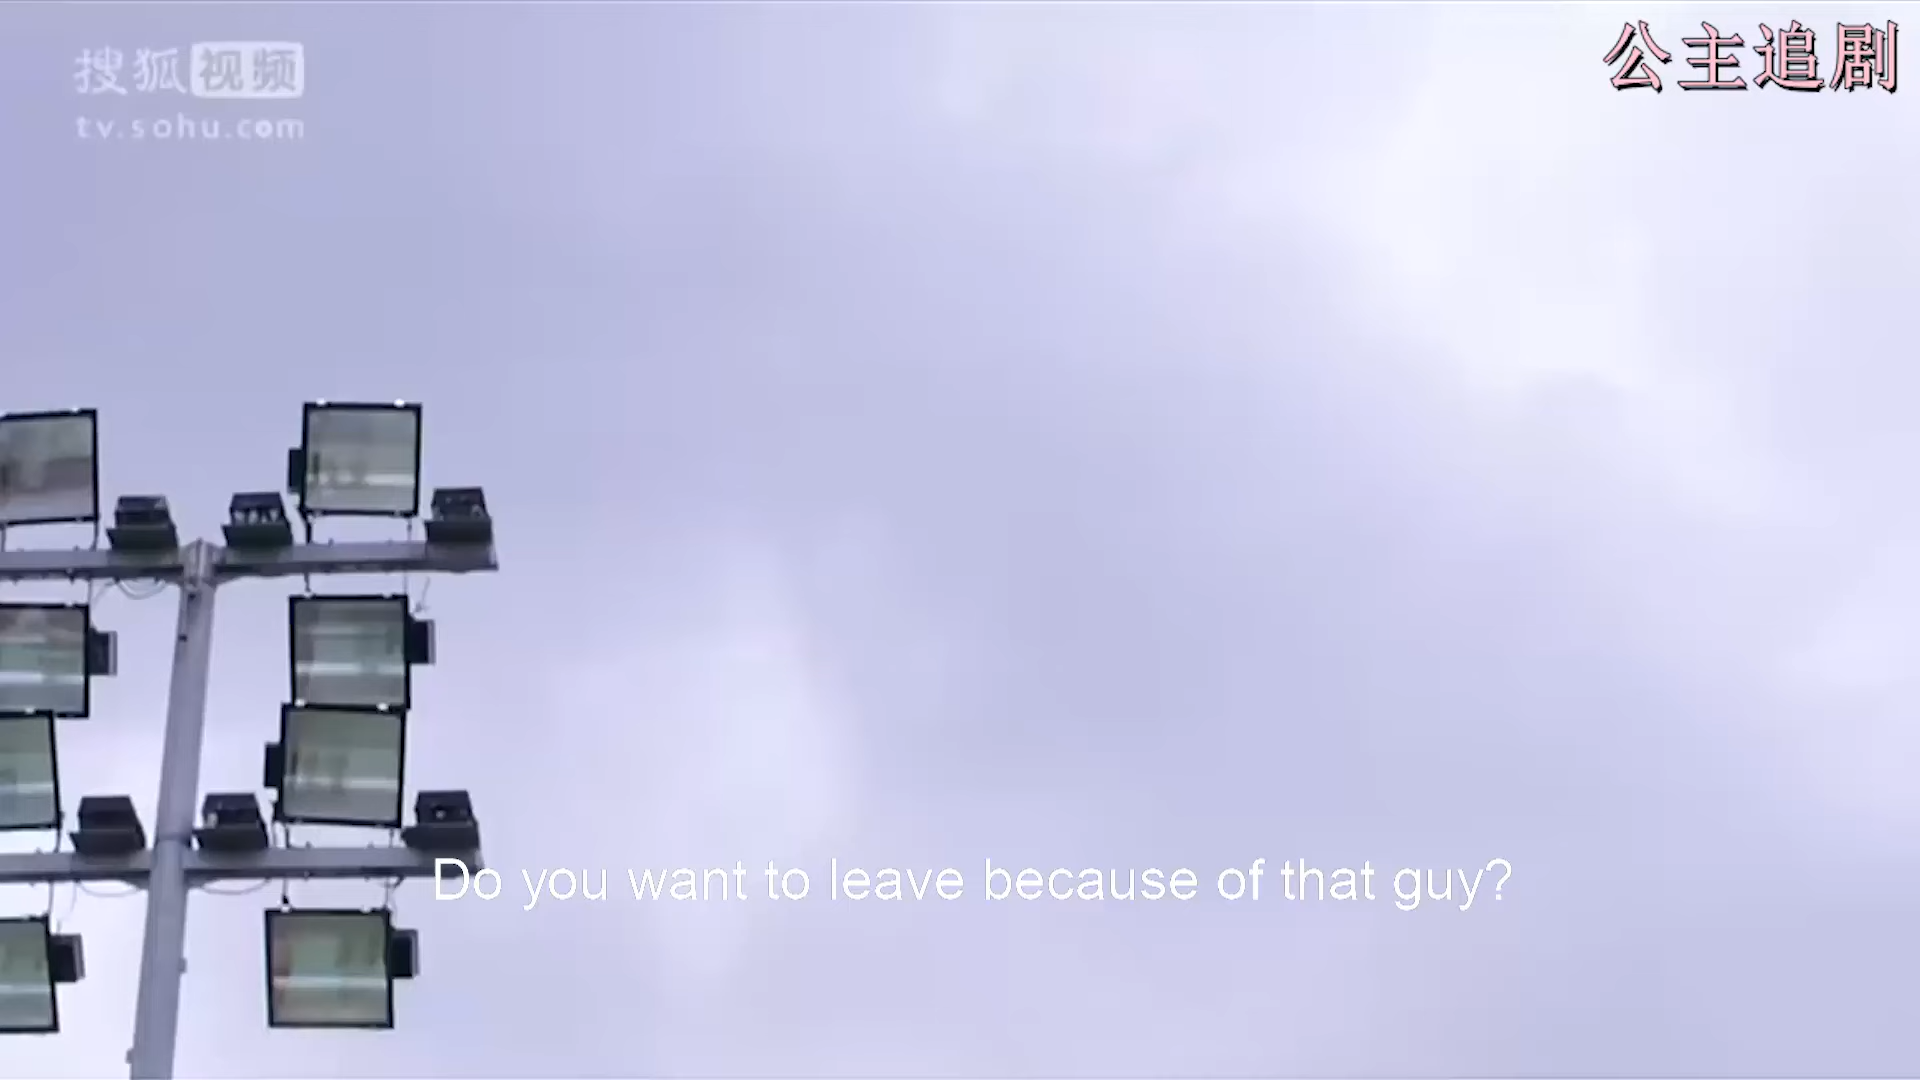 搜狐视频
tv.sohu.com
公主追剧
Do you want to leave because of that guy?